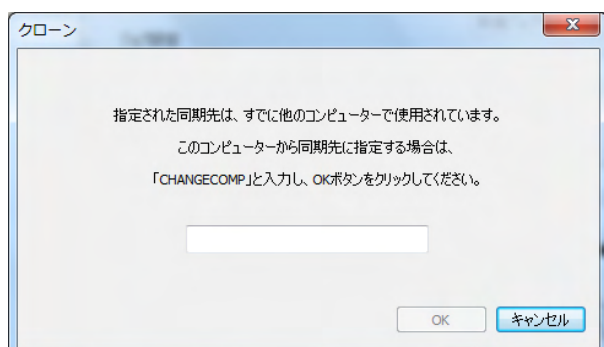 クローン
指定された同期先は、すでに他のコンピューターで使用されています。
このコンピューターから同期先に指定する場合は、
「CHANGECOMP」と入力し、OKボタンをクリックしてください。
OK
キャンセル